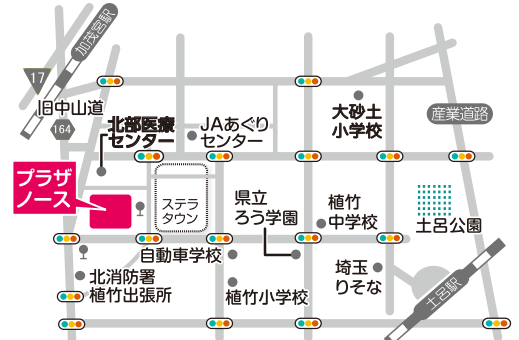 加茂宮駅
17
旧中山道
164
北部医療
センター
JAあぐり
センター
大砂土
小学校
産業道路
プラザ
ノース
ステラ
タウン
県立
ろう学園
植竹
中学校
土呂公園
自動車学校
埼玉
りそな
北消防署
植竹出張所
植竹小学校
土呂駅